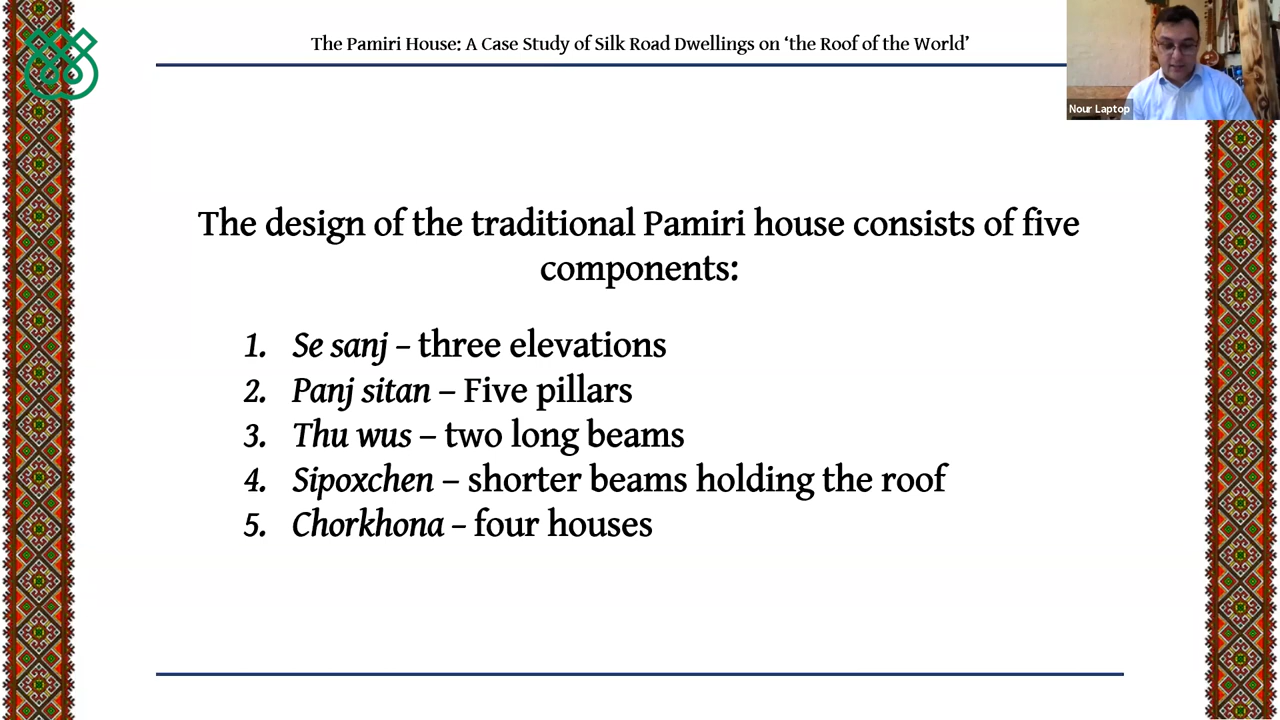 The Pamiri House: A Case Study of Silk Road Dwellings on ‘the Roof of the World’
Nour Laptop
The design of the traditional Pamiri house consists of five
components:
1. Se sanj – three elevations
2. Panj sitan – Five pillars
3. Thu wus – two long beams
4. Sipoxchen – shorter beams holding the roof
5. Chorkhona – four houses